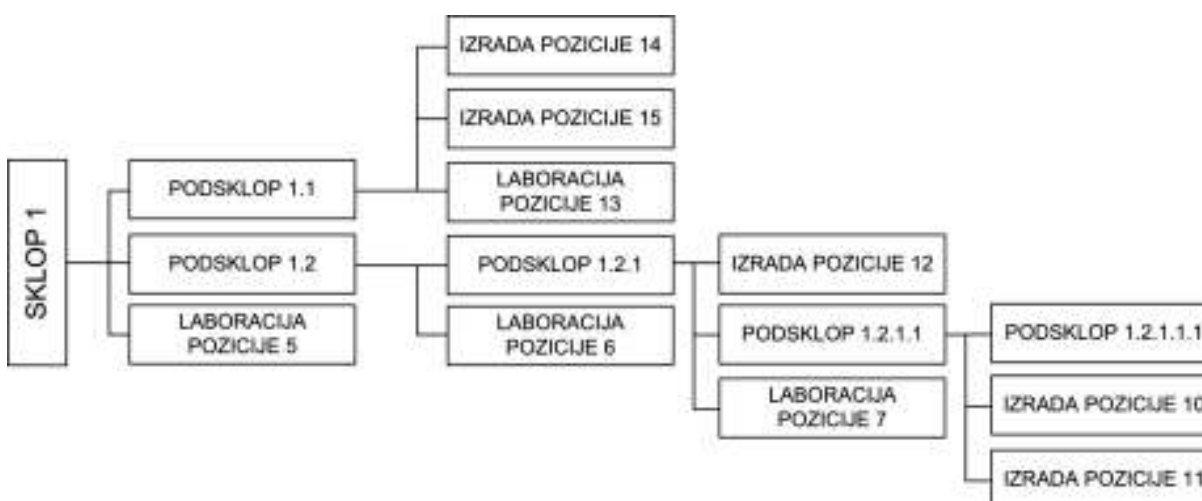 IZRADA POZICIJE 14
IZRADA POZICIJE 15
LABORACIJA
POZICIJE 13
PODSKLOP 1.1
SKLOP 1
PODSKLOP 1.2
PODSKLOP 1.2.1
IZRADA POZICIJE 12
LABORACIJA
POZICIJE 5
LABORACIJA
POZICIJE 6
PODSKLOP 1.2.1.1
PODSKLOP 1.2.1.1.1
LABORACIJA
POZICIJE 7
IZRADA POZICIJE 10
IZRADA POZICIJE 11